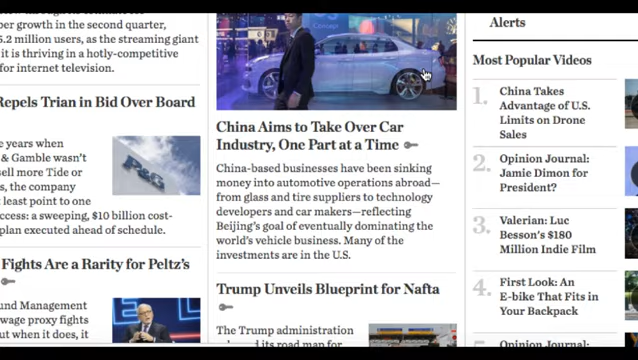 per growth in the second quarter,
5.2 million users, as the streaming giant
it is thriving in a hotly-competitive
for internet television.
Repels Trian in Bid Over Board
e years when
& Gamble wasn't
sell more Tide or
s, the company
t least point to one
ccess: a sweeping, $10 billion cost-
plan executed ahead of schedule.
P&G
Fights Are a Rarity for Peltz's
und Management
wage proxy fights
out when it does, it
Concept
China Aims to Take Over Car
Industry, One Part at a Time
China-based businesses have been sinking
money into automotive operations abroad—
from glass and tire suppliers to technology
developers and car makers—reflecting
Beijing's goal of eventually dominating the
world's vehicle business. Many of the
investments are in the U.S.
Trump Unveils Blueprint for Nafta
The Trump administration
its road map for
Alerts
Most Popular Videos
1. China Takes
Advantage of U.S.
Limits on Drone
Sales
2. Opinion Journal:
Jamie Dimon for
President?
3. Valerian: Luc
Besson's $180
Million Indie Film
4. First Look: An
E-bike That Fits in
Your Backpack
5. Opinion Journal: